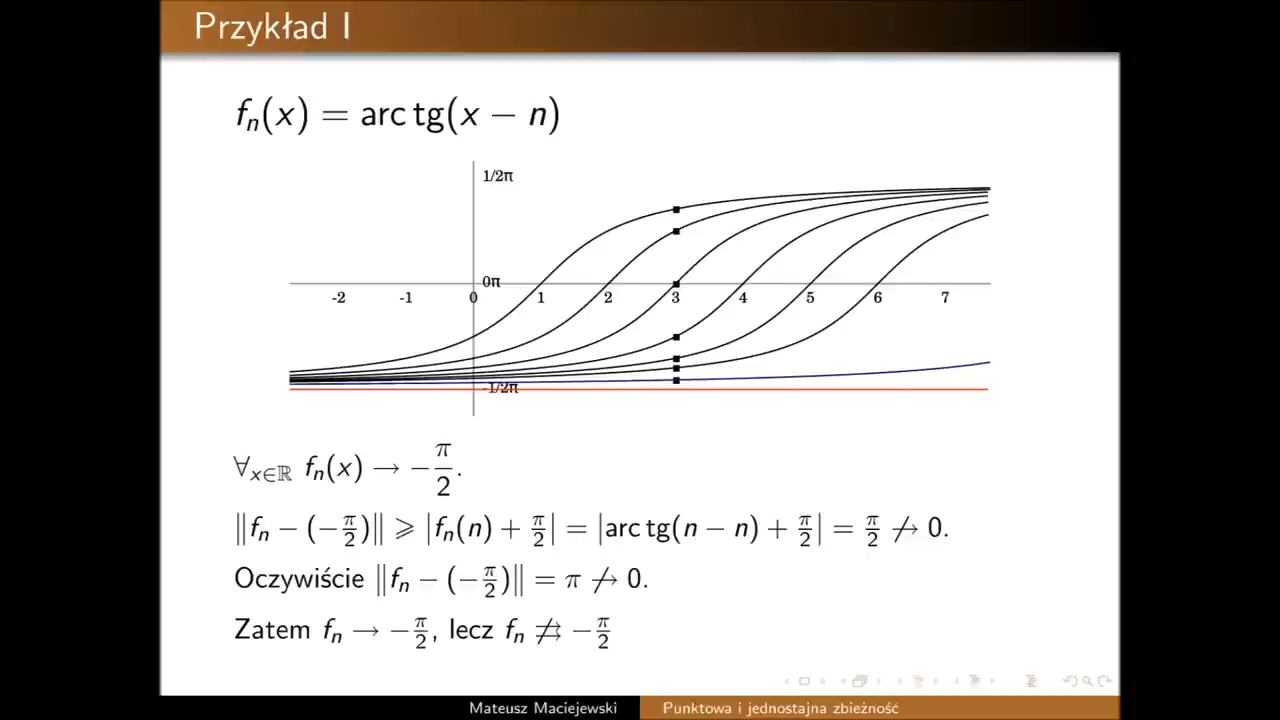 Przykład I
fₙ(x) = arc tg(x − n)
1/2π
0π
-2 -1 0 1 2 3 4 5 6 7
-1/2π
∀x∈ℝ fₙ(x) → −π/2.
‖fₙ − (−π/2)‖ ⩾ |fₙ(n) + π/2| = |arc tg(n − n) + π/2| = π/2 ↛ 0.
Oczywiście ‖fₙ − (−π/2)‖ = π ↛ 0.
Zatem fₙ → −π/2, lecz fₙ ⇉̸ −π/2
Mateusz Maciejewski Punktowa i jednostajna zbieżność